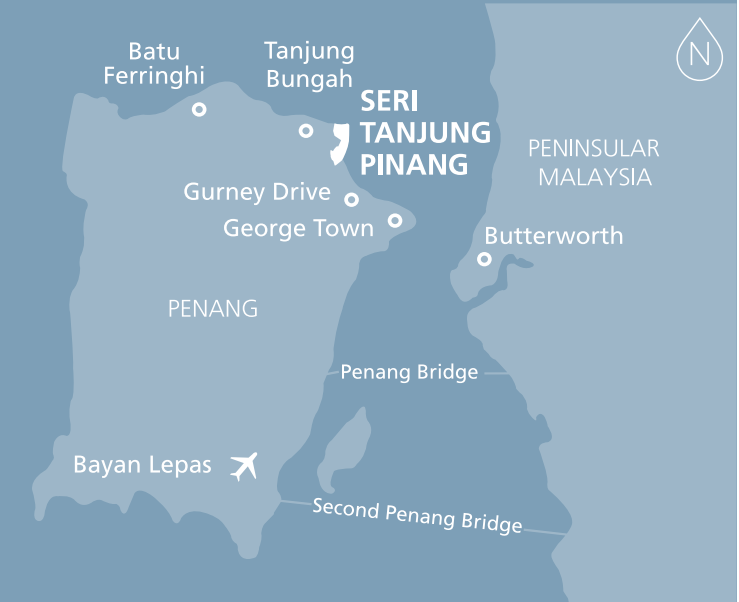 Batu
Ferringhi
Tanjung
Bungah
N
SERI
TANJUNG
PINANG
PENINSULAR
MALAYSIA
Gurney Drive
George Town
Butterworth
PENANG
Penang Bridge
Bayan Lepas
Second Penang Bridge